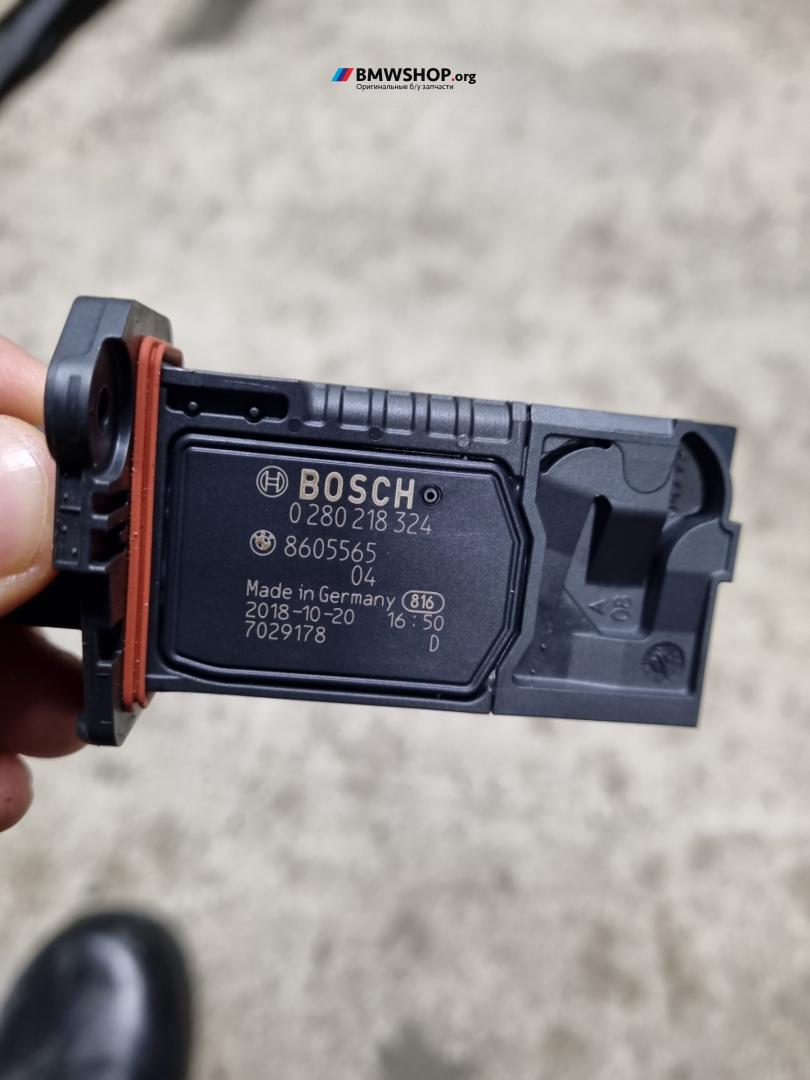 BMWSHOP.org
Оригинальные б/у запчасти
BOSCH
0 280 218 324
8605565
04
Made in Germany 816
2018-10-20 16:50
7029178 D
A
08